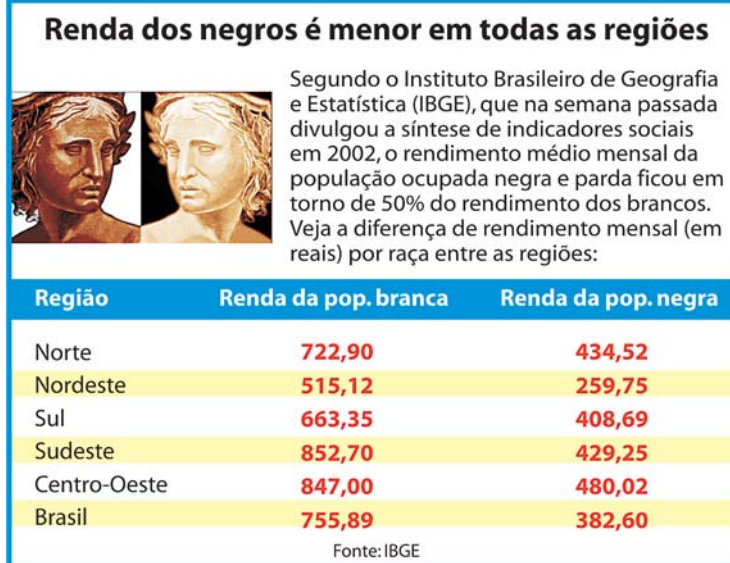 Renda dos negros é menor em todas as regiões
Segundo o Instituto Brasileiro de Geografia
e Estatística (IBGE), que na semana passada
divulgou a síntese de indicadores sociais
em 2002, o rendimento médio mensal da
população ocupada negra e parda ficou em
torno de 50% do rendimento dos brancos.
Veja a diferença de rendimento mensal (em
reais) por raça entre as regiões:
Região Renda da pop. branca Renda da pop. negra
Norte 722,90 434,52
Nordeste 515,12 259,75
Sul 663,35 408,69
Sudeste 852,70 429,25
Centro-Oeste 847,00 480,02
Brasil 755,89 382,60
Fonte: IBGE